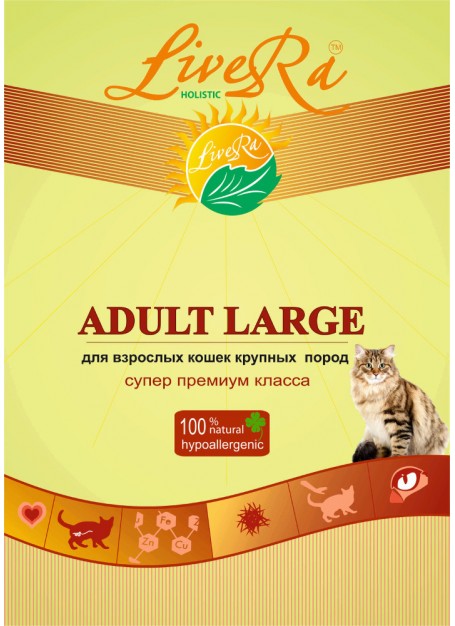 LiveRa™
HOLISTIC
LiveRa
ADULT LARGE
для взрослых кошек крупных пород
супер премиум класса
100% natural
hypoallergenic
Fe
Zn Cu